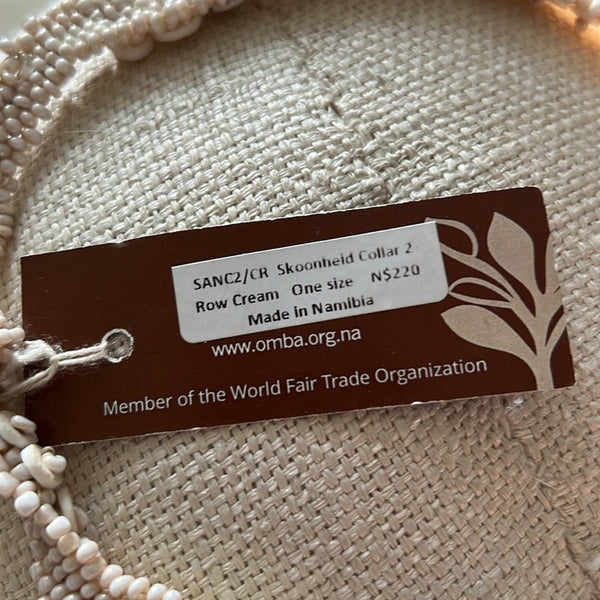 SANC2/CR Skoonheid Collar 2
Row Cream One size N$220
Made in Namibia
www.omba.org.na
Member of the World Fair Trade Organization